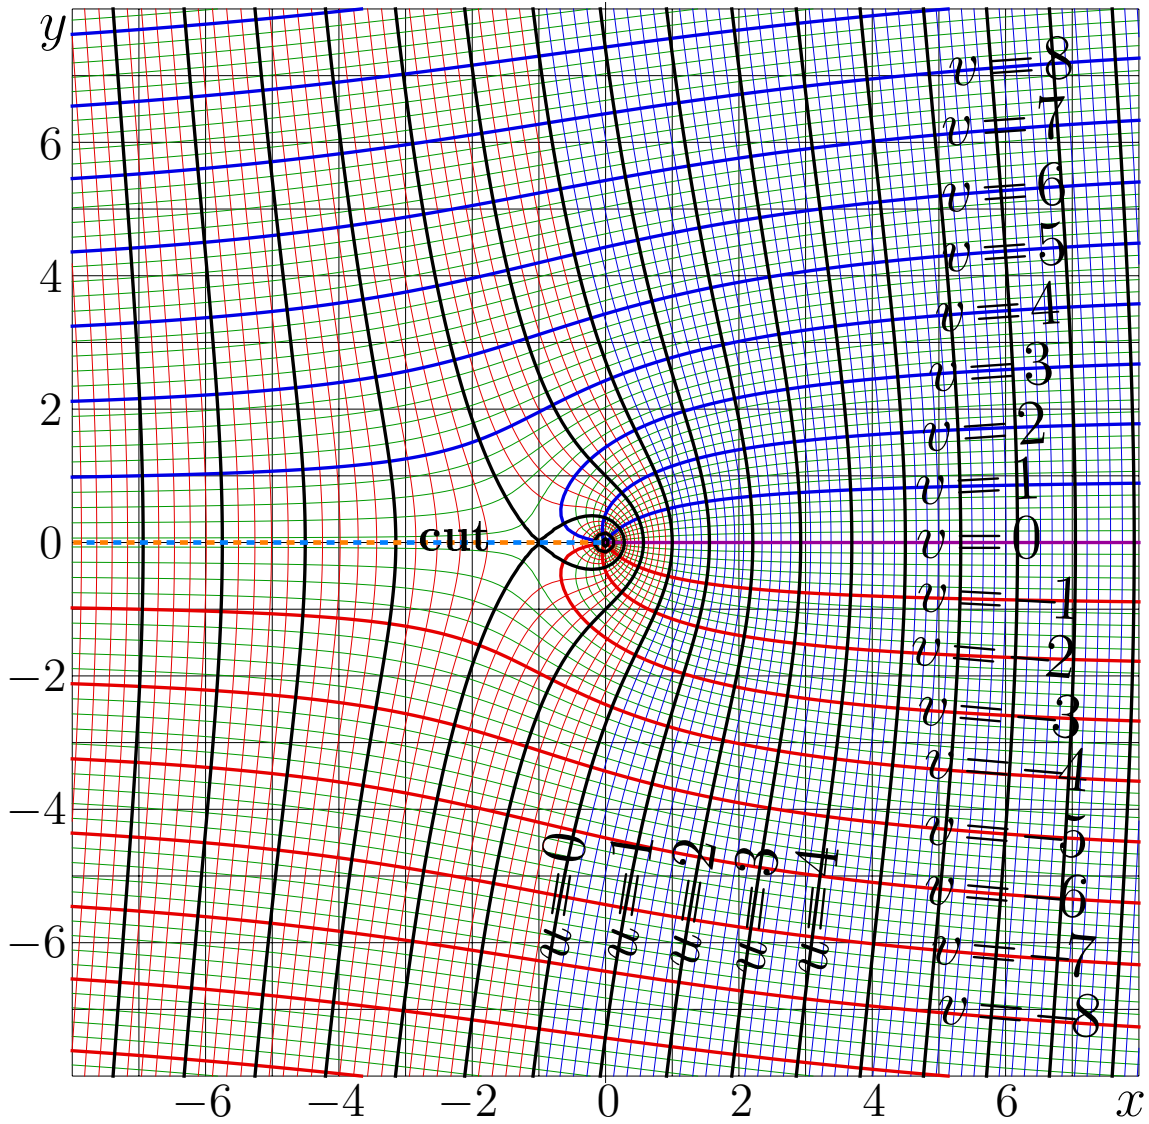 y
6
4
2
0
−2
−4
−6
−6 −4 −2 0 2 4 6 x
cut
v=8
v=7
v=6
v=5
v=4
v=3
v=2
v=1
v=0
v=−1
v=−2
v=−3
v=−4
v=−5
v=−6
v=−7
v=−8
u=0
u=1
u=2
u=3
u=4